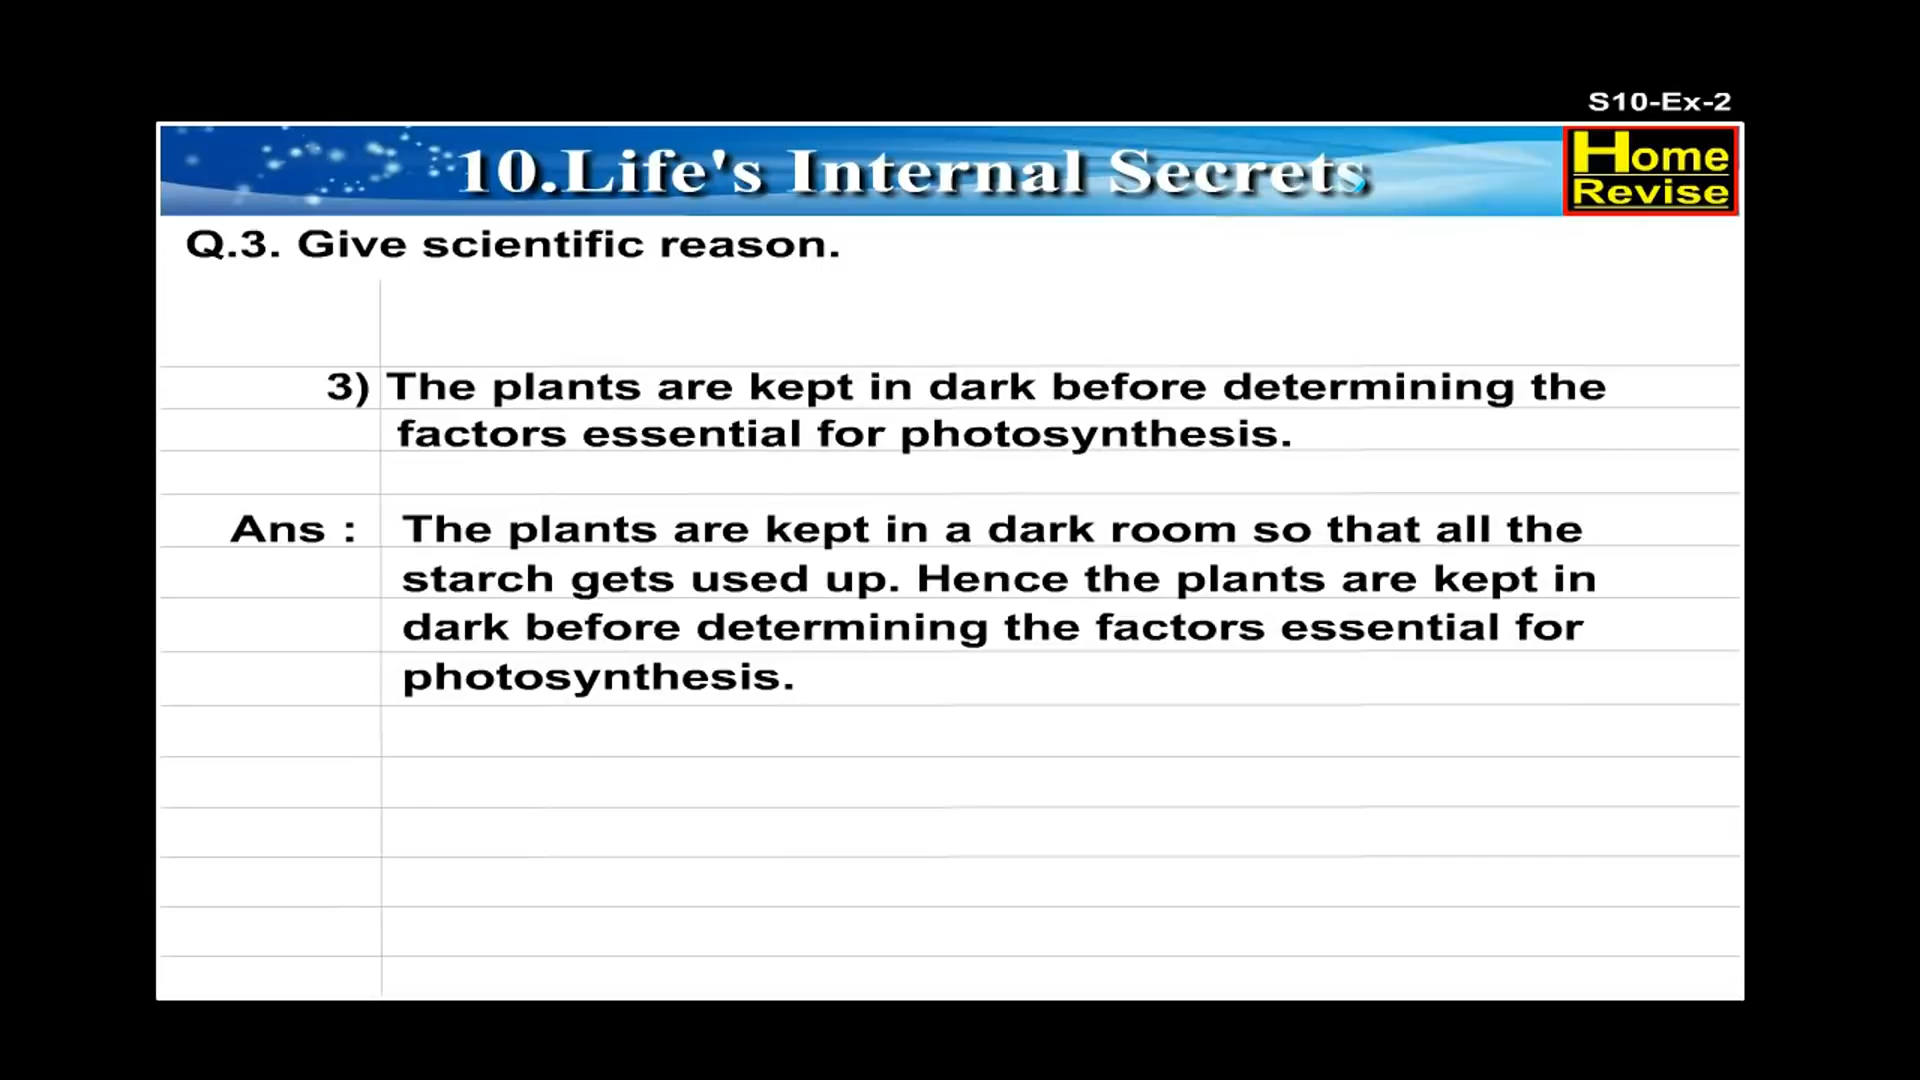 S10-Ex-2
10.Life's Internal Secrets
Home
Revise
Q.3. Give scientific reason.
3) The plants are kept in dark before determining the
factors essential for photosynthesis.
Ans : The plants are kept in a dark room so that all the
starch gets used up. Hence the plants are kept in
dark before determining the factors essential for
photosynthesis.